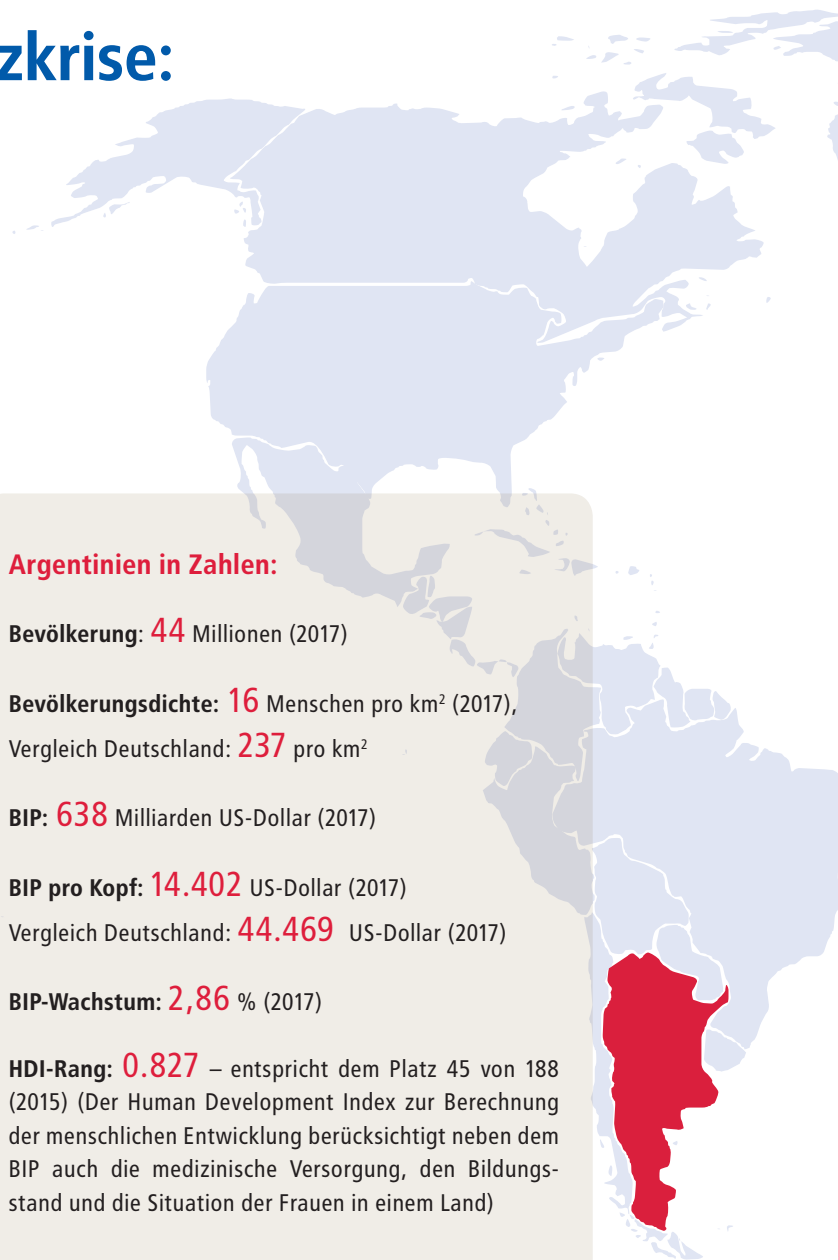 zkrise:
Argentinien in Zahlen:
Bevölkerung: 44 Millionen (2017)
Bevölkerungsdichte: 16 Menschen pro km² (2017),
Vergleich Deutschland: 237 pro km²
BIP: 638 Milliarden US-Dollar (2017)
BIP pro Kopf: 14.402 US-Dollar (2017)
Vergleich Deutschland: 44.469 US-Dollar (2017)
BIP-Wachstum: 2,86 % (2017)
HDI-Rang: 0.827 – entspricht dem Platz 45 von 188
(2015) (Der Human Development Index zur Berechnung
der menschlichen Entwicklung berücksichtigt neben dem
BIP auch die medizinische Versorgung, den Bildungs-
stand und die Situation der Frauen in einem Land)